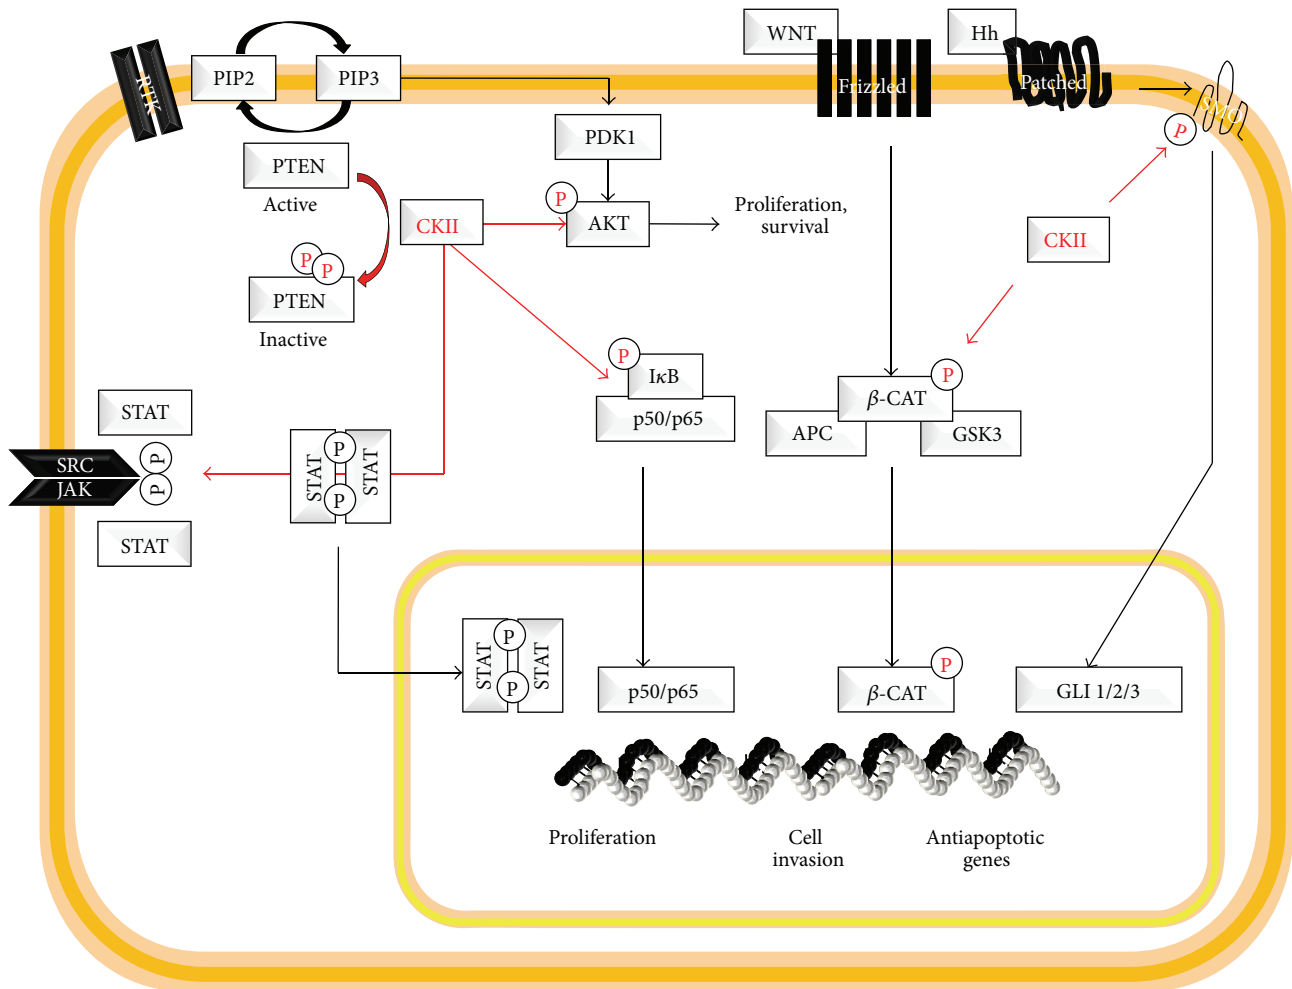 WNT
Hh
RTK
PIP2
PIP3
Frizzled
Patched
SMO
P
PDK1
PTEN
Active
P
AKT
CKII
Proliferation,
survival
CKII
P
P
PTEN
Inactive
P
IκB
p50/p65
P
β-CAT
APC
GSK3
STAT
SRC
JAK
P
P
STAT
STAT
P
P
STAT
STAT
P
P
STAT
p50/p65
P
β-CAT
GLI 1/2/3
Proliferation
Cell
invasion
Antiapoptotic
genes